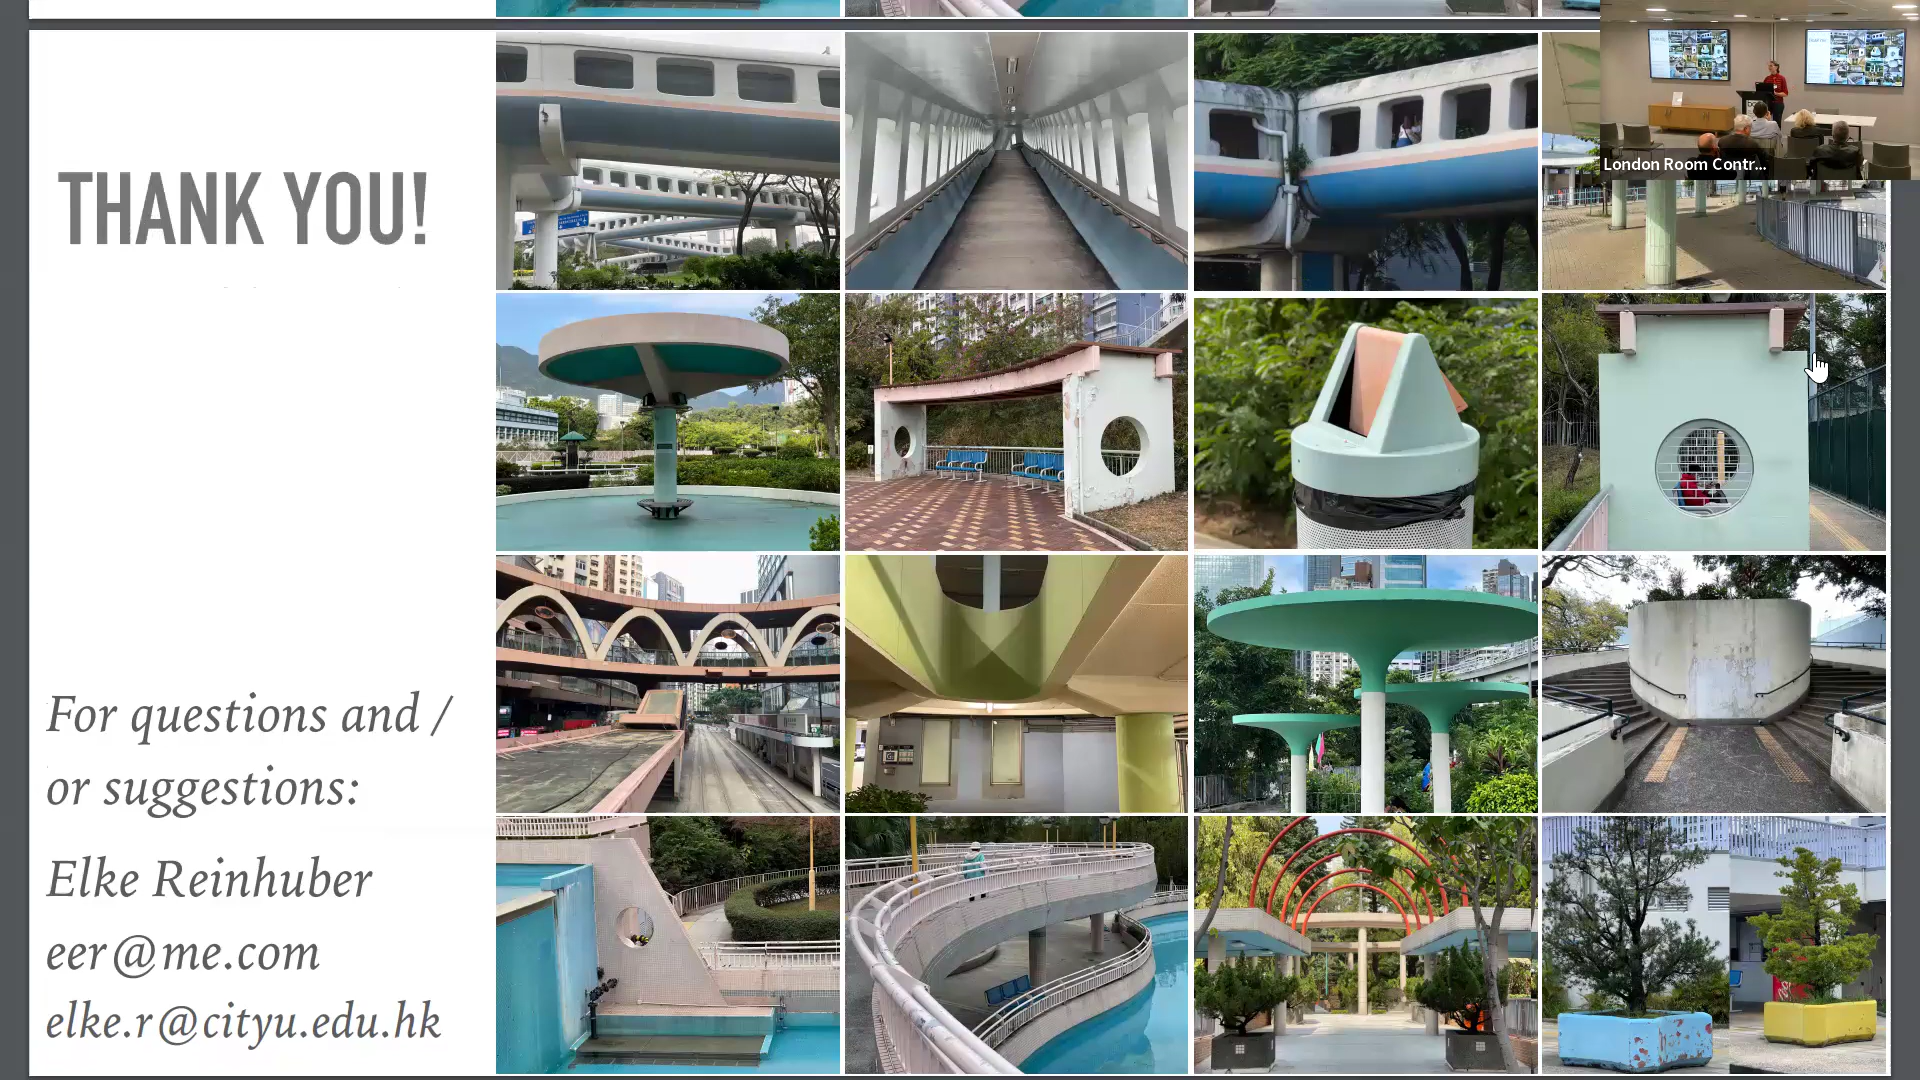 THANK YOU!
For questions and /
or suggestions:
Elke Reinhuber
eer@me.com
elke.r@cityu.edu.hk
London Room Contr...